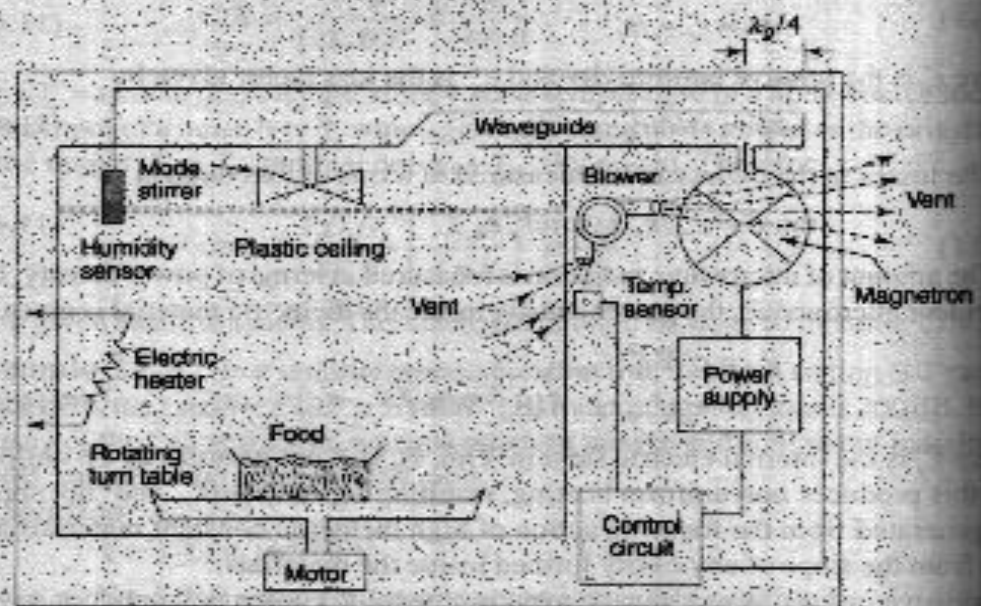 λg/4
Waveguide
Mode
stirrer
Blower
Vent
Humidity
sensor
Plastic ceiling
Vent
Temp.
sensor
Magnetron
Electric
heater
Power
supply
Food
Rotating
turn table
Control
circuit
Motor